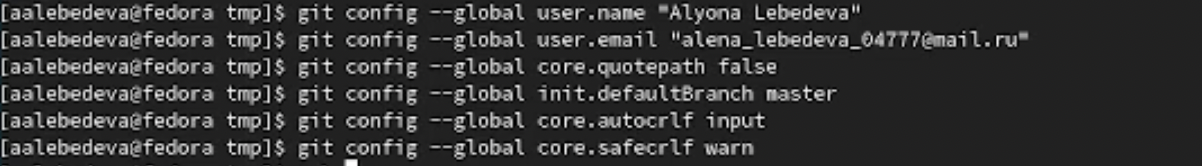 [aalebedeva@fedora tmp]$ git config --global user.name "Alyona Lebedeva"
[aalebedeva@fedora tmp]$ git config --global user.email "alena_lebedeva_04777@mail.ru"
[aalebedeva@fedora tmp]$ git config --global core.quotepath false
[aalebedeva@fedora tmp]$ git config --global init.defaultBranch master
[aalebedeva@fedora tmp]$ git config --global core.autocrlf input
[aalebedeva@fedora tmp]$ git config --global core.safecrlf warn